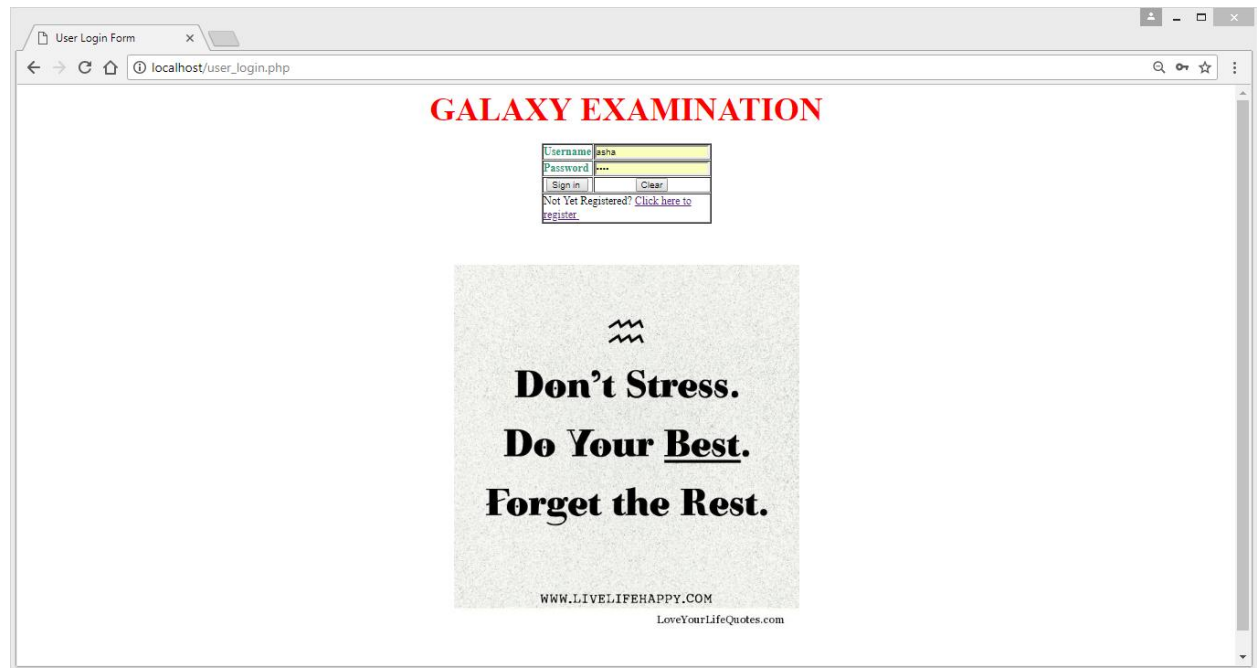 User Login Form
localhost/user_login.php
GALAXY EXAMINATION
Username asha
Password ••••
Sign in Clear
Not Yet Registered? Click here to
register
Don't Stress.
Do Your Best.
Forget the Rest.
WWW.LIVELIFEHAPPY.COM
LoveYourLifeQuotes.com